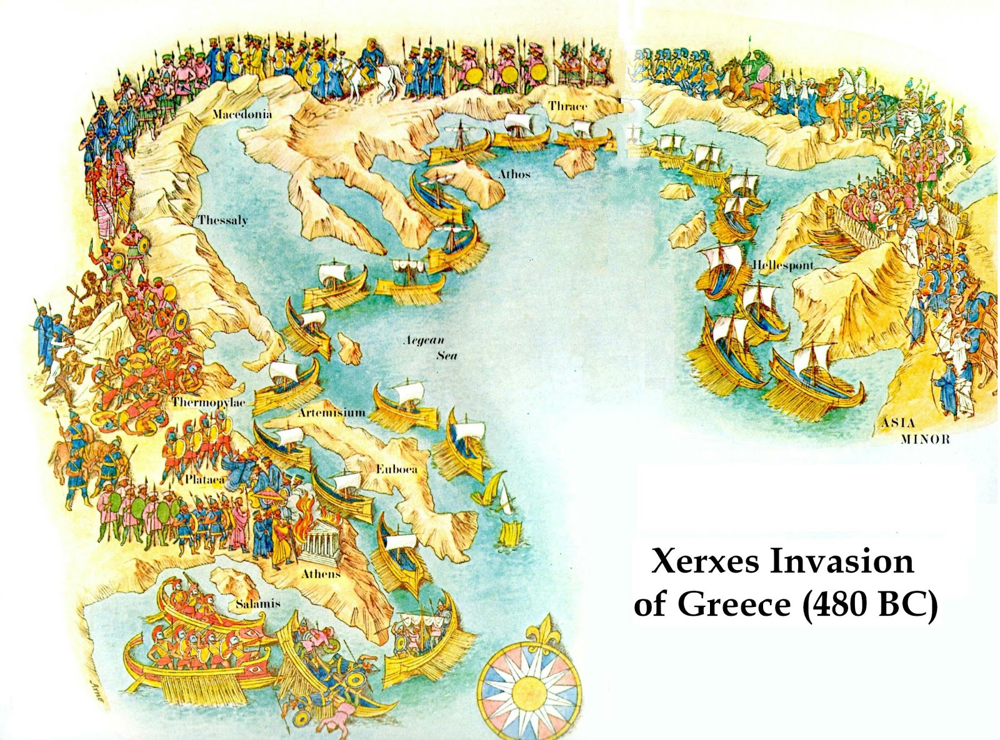 Macedonia
Thrace
Athos
Thessaly
Hellespont
Aegean
Sea
Thermopylae
Artemisium
ASIA
MINOR
Euboea
Plataea
Athens
Salamis
Xerxes Invasion
of Greece (480 BC)
Arno